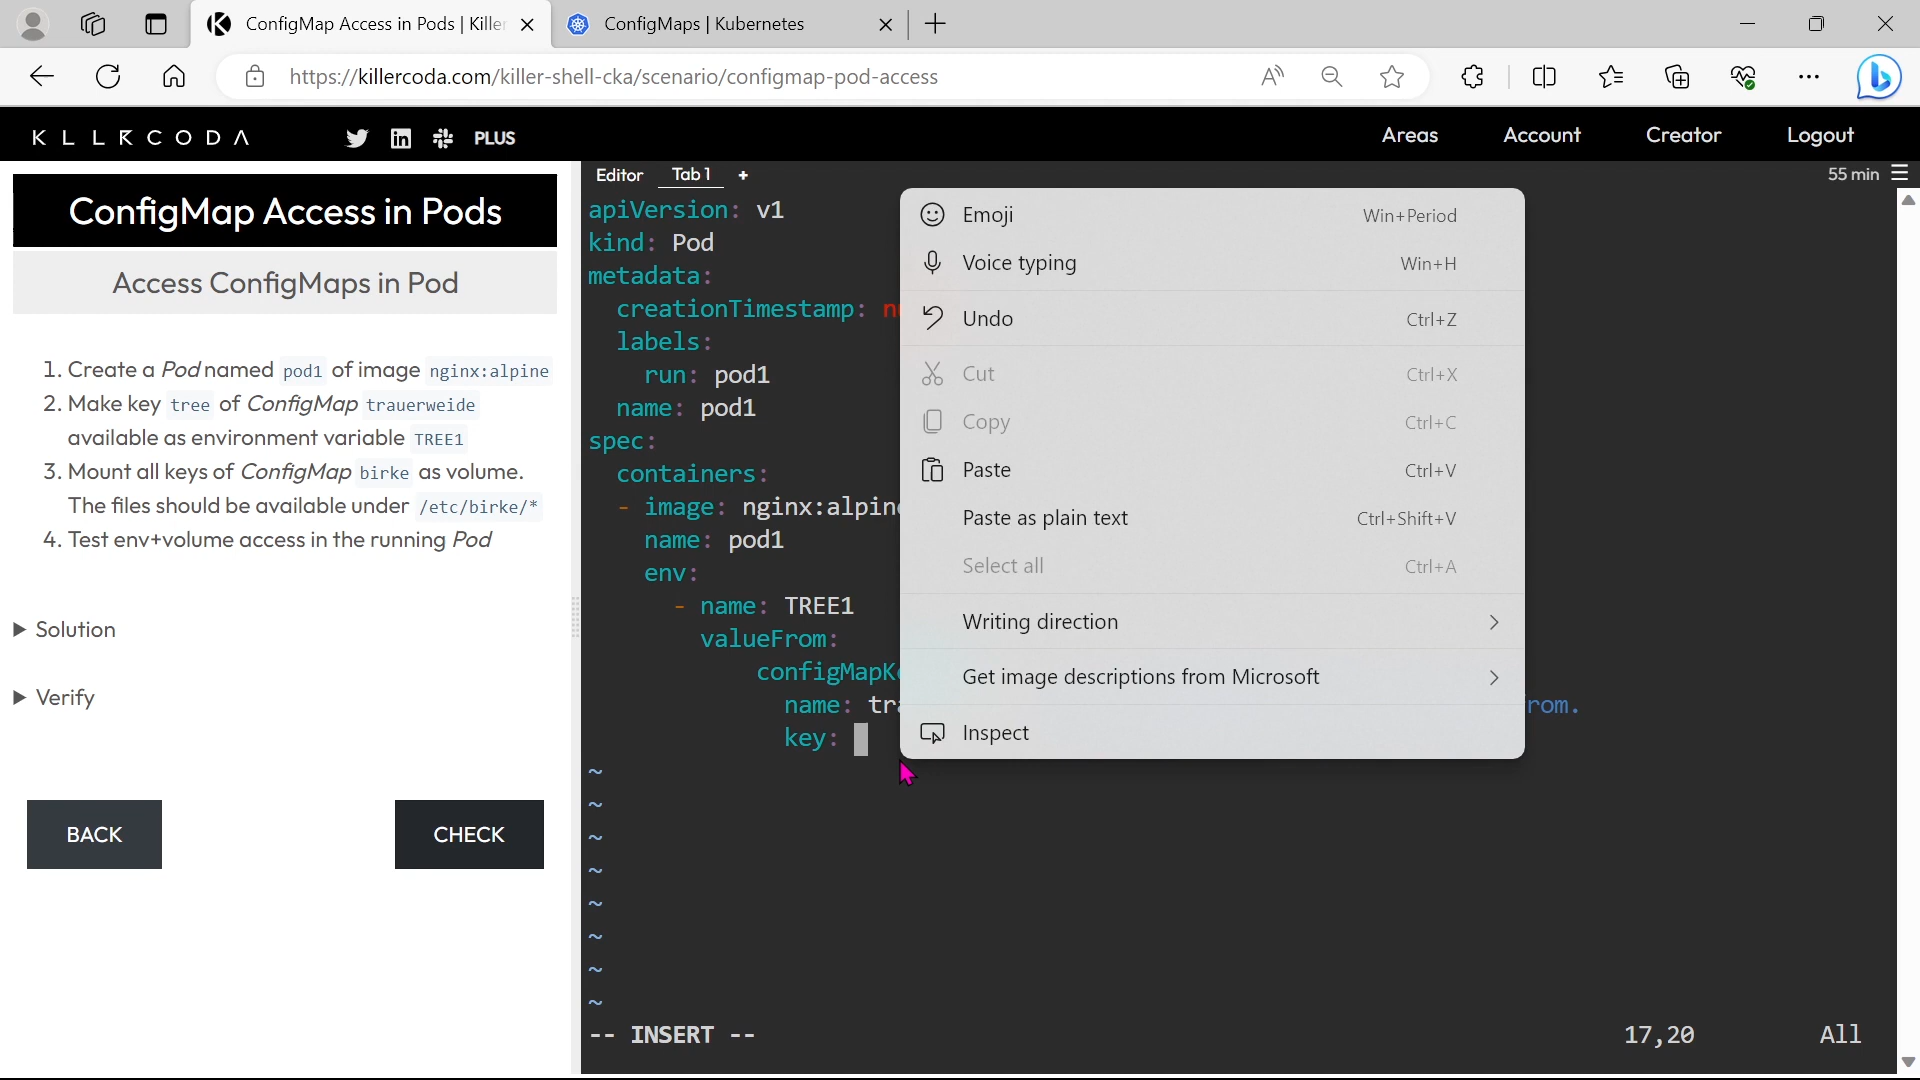 ConfigMap Access in Pods | Killer
ConfigMaps | Kubernetes
https://killercoda.com/killer-shell-cka/scenario/configmap-pod-access
KLLRCODA
PLUS
Areas
Account
Creator
Logout
ConfigMap Access in Pods
Access ConfigMaps in Pod
1. Create a Pod named pod1 of image nginx:alpine
2. Make key tree of ConfigMap trauerweide
available as environment variable TREE1
3. Mount all keys of ConfigMap birke as volume.
The files should be available under /etc/birke/*
4. Test env+volume access in the running Pod
▶ Solution
▶ Verify
BACK
CHECK
Editor
Tab 1
+
55 min
apiVersion: v1
kind: Pod
metadata:
creationTimestamp:
labels:
run: pod1
name: pod1
spec:
containers:
- image: nginx:alpine
name: pod1
env:
- name: TREE1
valueFrom:
configMapK
name: tra
rom.
key:
~
~
~
~
~
~
~
~
-- INSERT --
17,20
All
Emoji Win+Period
Voice typing Win+H
Undo Ctrl+Z
Cut Ctrl+X
Copy Ctrl+C
Paste Ctrl+V
Paste as plain text Ctrl+Shift+V
Select all Ctrl+A
Writing direction
Get image descriptions from Microsoft
Inspect